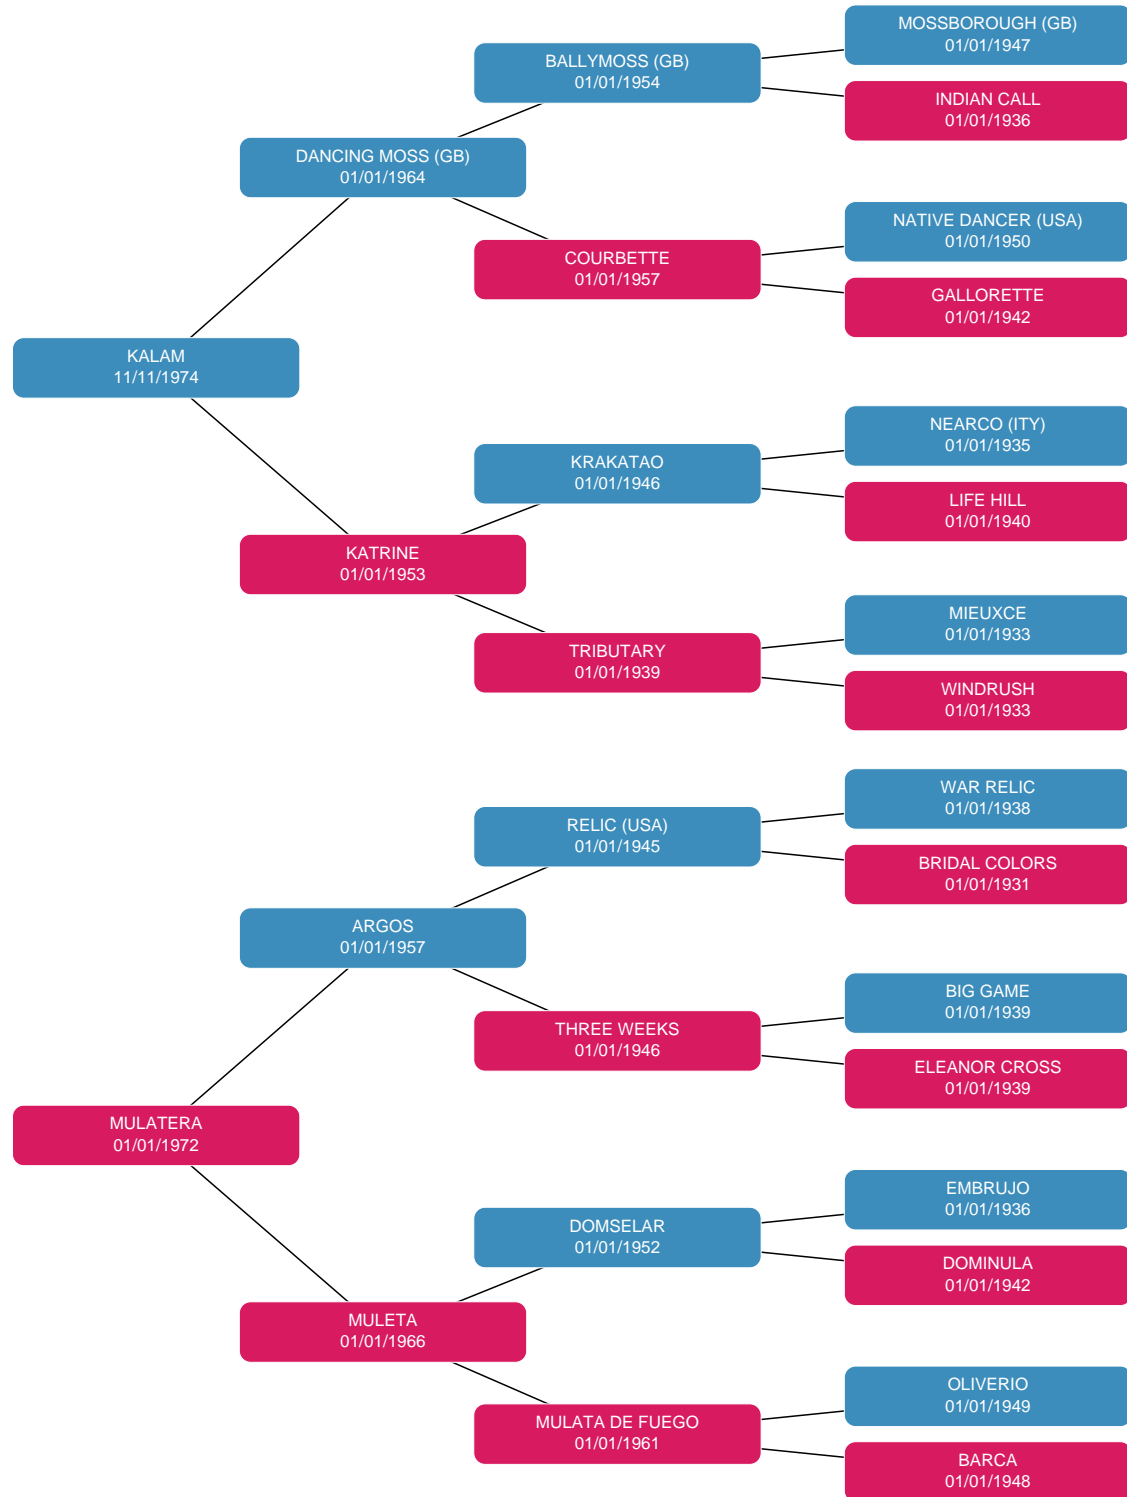 MOSSBOROUGH (GB)
01/01/1947
BALLYMOSS (GB)
01/01/1954
INDIAN CALL
01/01/1936
DANCING MOSS (GB)
01/01/1964
NATIVE DANCER (USA)
01/01/1950
COURBETTE
01/01/1957
GALLORETTE
01/01/1942
KALAM
11/11/1974
NEARCO (ITY)
01/01/1935
KRAKATAO
01/01/1946
LIFE HILL
01/01/1940
KATRINE
01/01/1953
MIEUXCE
01/01/1933
TRIBUTARY
01/01/1939
WINDRUSH
01/01/1933
WAR RELIC
01/01/1938
RELIC (USA)
01/01/1945
BRIDAL COLORS
01/01/1931
ARGOS
01/01/1957
BIG GAME
01/01/1939
THREE WEEKS
01/01/1946
ELEANOR CROSS
01/01/1939
MULATERA
01/01/1972
EMBRUJO
01/01/1936
DOMSELAR
01/01/1952
DOMINULA
01/01/1942
MULETA
01/01/1966
OLIVERIO
01/01/1949
MULATA DE FUEGO
01/01/1961
BARCA
01/01/1948